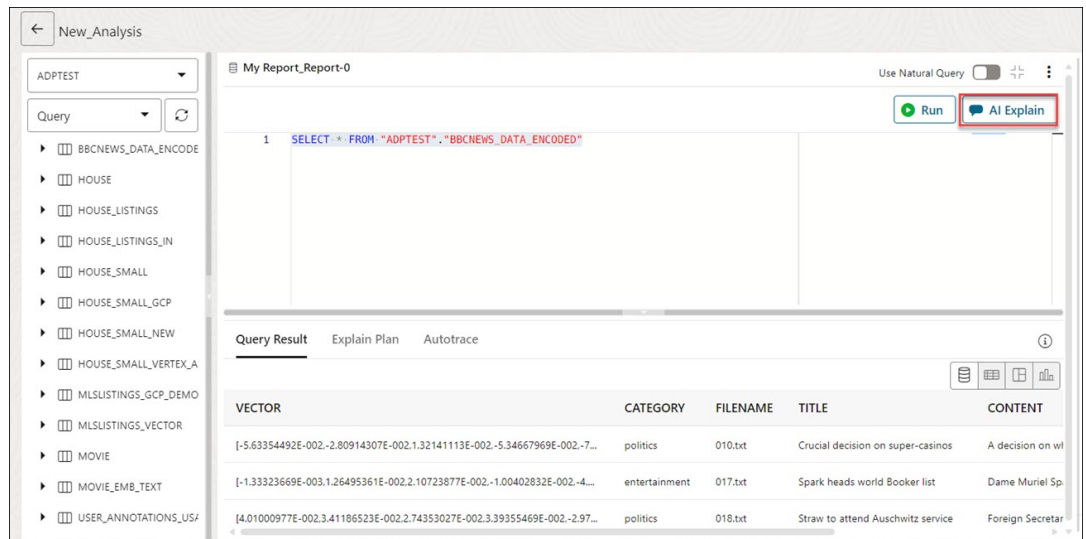 New_Analysis
ADPTEST
Query
BBCNEWS_DATA_ENCODE
HOUSE
HOUSE_LISTINGS
HOUSE_LISTINGS_IN
HOUSE_SMALL
HOUSE_SMALL_GCP
HOUSE_SMALL_NEW
HOUSE_SMALL_VERTEX_A
MLSLISTINGS_GCP_DEMO
MLSLISTINGS_VECTOR
MOVIE
MOVIE_EMB_TEXT
USER_ANNOTATIONS_USA
My Report_Report-0
Use Natural Query
Run AI Explain
1 SELECT * FROM "ADPTEST"."BBCNEWS_DATA_ENCODED"
Query Result Explain Plan Autotrace
VECTOR CATEGORY FILENAME TITLE CONTENT
[-5.63354492E-002,-2.80914307E-002,1.32141113E-002,-5.34667969E-002,-7... politics 010.txt Crucial decision on super-casinos A decision on wh
[-1.33323669E-003,1.26495361E-002,2.10723877E-002,-1.00402832E-002,-4.... entertainment 017.txt Spark heads world Booker list Dame Muriel Sp
[4.01000977E-002,3.41186523E-002,2.74353027E-002,3.39355469E-002,-2.97... politics 018.txt Straw to attend Auschwitz service Foreign Secretar